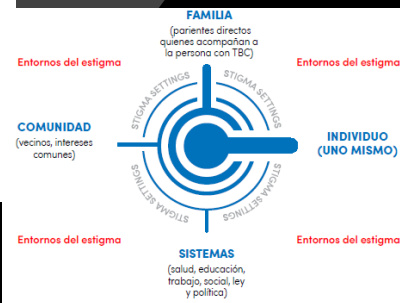 FAMILIA
(parientes directos
quienes acompañan a
la persona con TBC)
Entornos del estigma
Entornos del estigma
STIGMA SETTINGS
STIGMA SETTINGS
COMUNIDAD
(vecinos, intereses
comunes)
INDIVIDUO
(UNO MISMO)
STIGMA SETTINGS
STIGMA SETTINGS
Entornos del estigma
Entornos del estigma
SISTEMAS
(salud, educación,
trabajo, social, ley
y política)